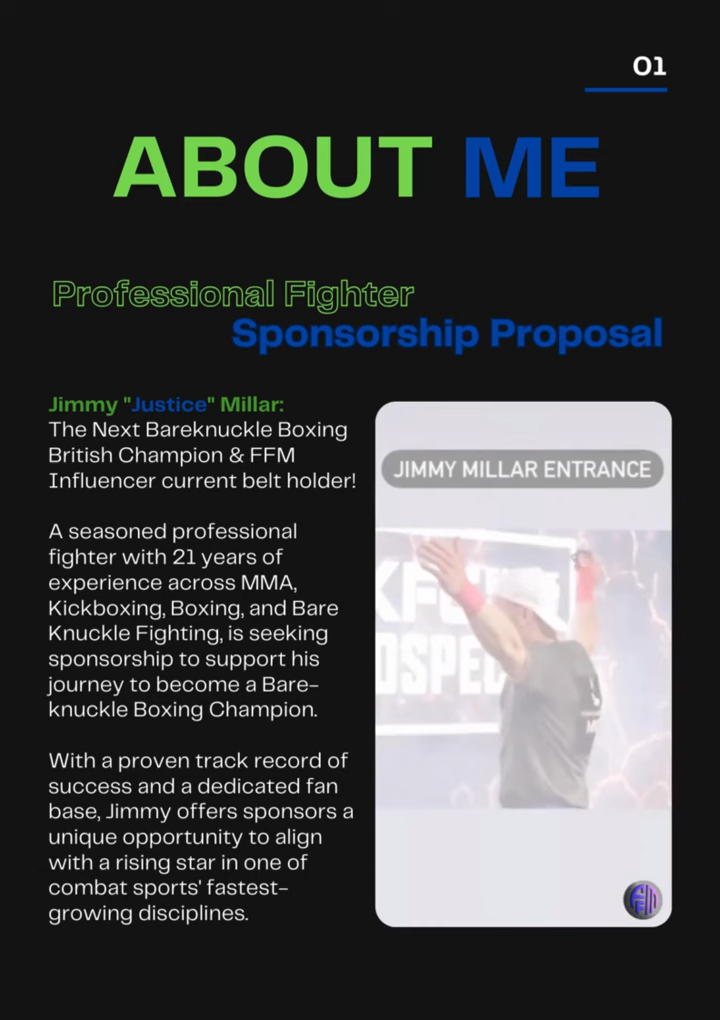 01
ABOUT ME
Professional Fighter
Sponsorship Proposal
Jimmy "Justice" Millar:
The Next Bareknuckle Boxing
British Champion & FFM
Influencer current belt holder!
A seasoned professional
fighter with 21 years of
experience across MMA,
Kickboxing, Boxing, and Bare
Knuckle Fighting, is seeking
sponsorship to support his
journey to become a Bare-
knuckle Boxing Champion.
With a proven track record of
success and a dedicated fan
base, Jimmy offers sponsors a
unique opportunity to align
with a rising star in one of
combat sports' fastest-
growing disciplines.
JIMMY MILLAR ENTRANCE